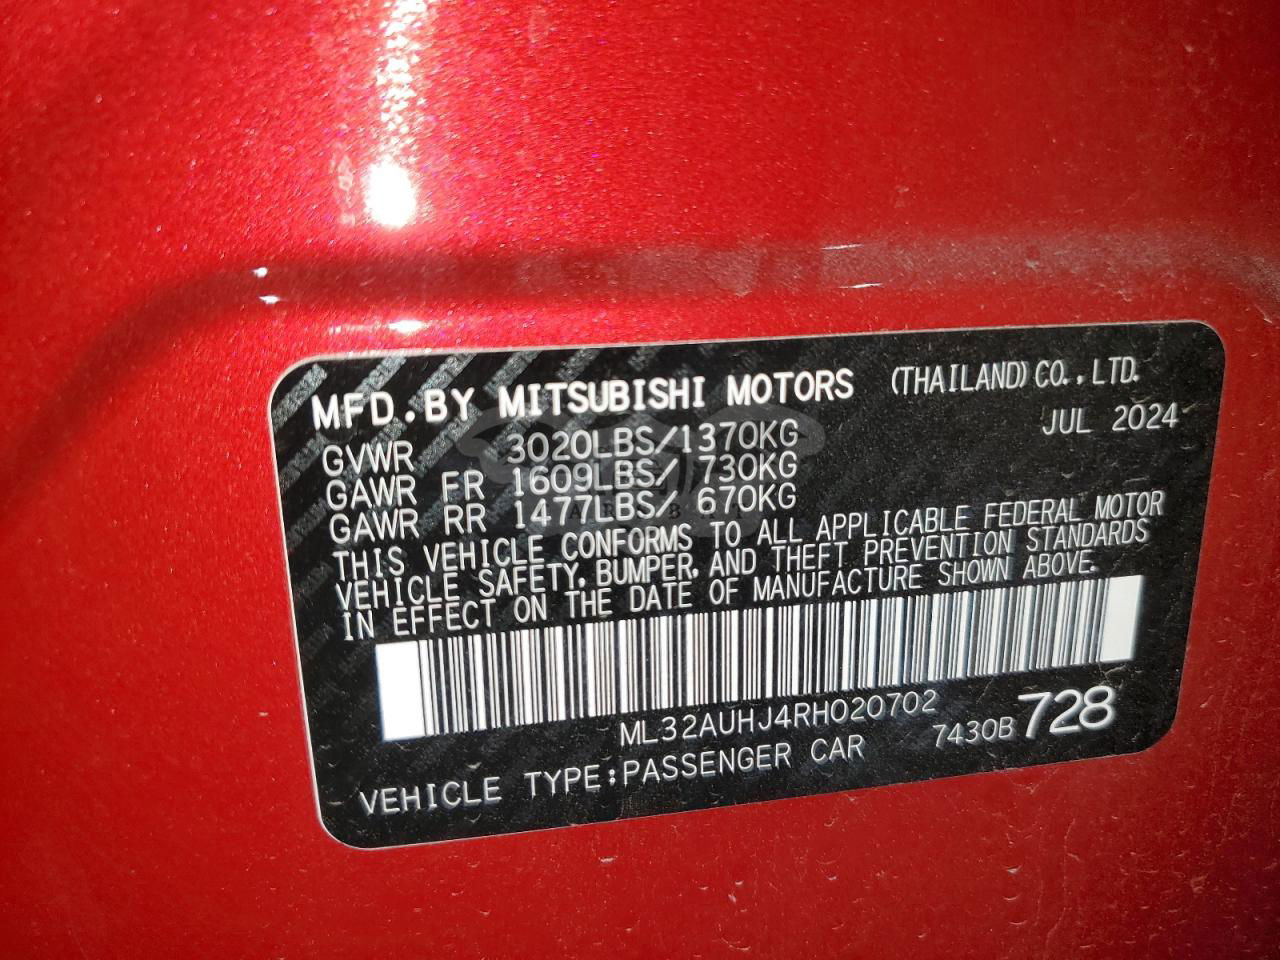 MFD.BY MITSUBISHI MOTORS (THAILAND) CO.,LTD.
JUL 2024
GVWR 3020LBS/1370KG
GAWR FR 1609LBS/ 730KG
GAWR RR 1477LBS/ 670KG
THIS VEHICLE CONFORMS TO ALL APPLICABLE FEDERAL MOTOR
VEHICLE SAFETY, BUMPER, AND THEFT PREVENTION STANDARDS
IN EFFECT ON THE DATE OF MANUFACTURE SHOWN ABOVE.
ML32AUHJ4RH020702 7430B 728
VEHICLE TYPE:PASSENGER CAR